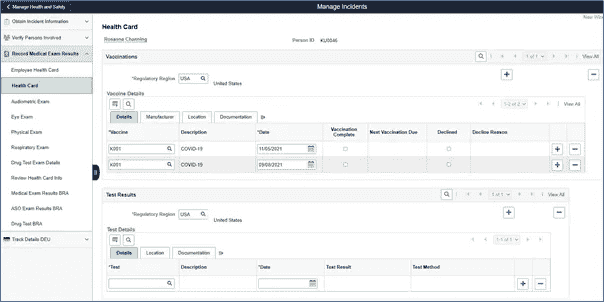 Manage Health and Safety
Manage Incidents
New Win
Obtain Incident Information
Verify Persons Involved
Record Medical Exam Results
Employee Health Card
Health Card
Audiometric Exam
Eye Exam
Physical Exam
Respiratory Exam
Drug Test Exam Details
Review Health Card Info
Medical Exam Results BRA
ASO Exam Results BRA
Drug Test BRA
Track Details DEU
Health Card
Rosanna Channing Person ID KU0046
Vaccinations 1 of 1 View All
*Regulatory Region USA United States
Vaccine Details
1-2 of 2 View All
Details Manufacturer Location Documentation
*Vaccine Description *Date Vaccination Complete Next Vaccination Due Declined Decline Reason
K001 COVID-19 11/05/2021
K001 COVID-19 09/08/2021
Test Results 1 of 1 View All
*Regulatory Region USA United States
Test Details
1-1 of 1 View All
Details Location Documentation
*Test Description *Date Test Result Test Method